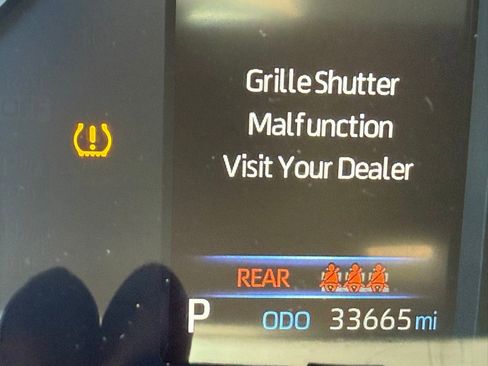 Grille Shutter
Malfunction
Visit Your Dealer
REAR
P ODO 33665 mi